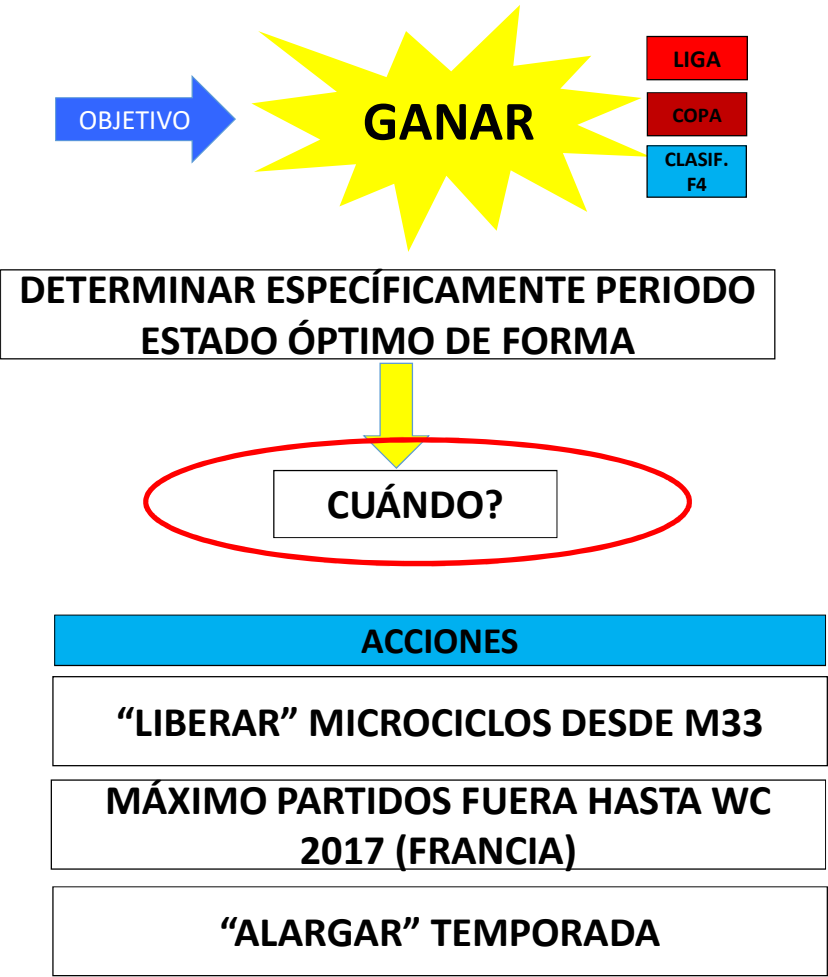 OBJETIVO
GANAR
LIGA
COPA
CLASIF.
F4
DETERMINAR ESPECÍFICAMENTE PERIODO
ESTADO ÓPTIMO DE FORMA
CUÁNDO?
ACCIONES
“LIBERAR” MICROCICLOS DESDE M33
MÁXIMO PARTIDOS FUERA HASTA WC
2017 (FRANCIA)
“ALARGAR” TEMPORADA